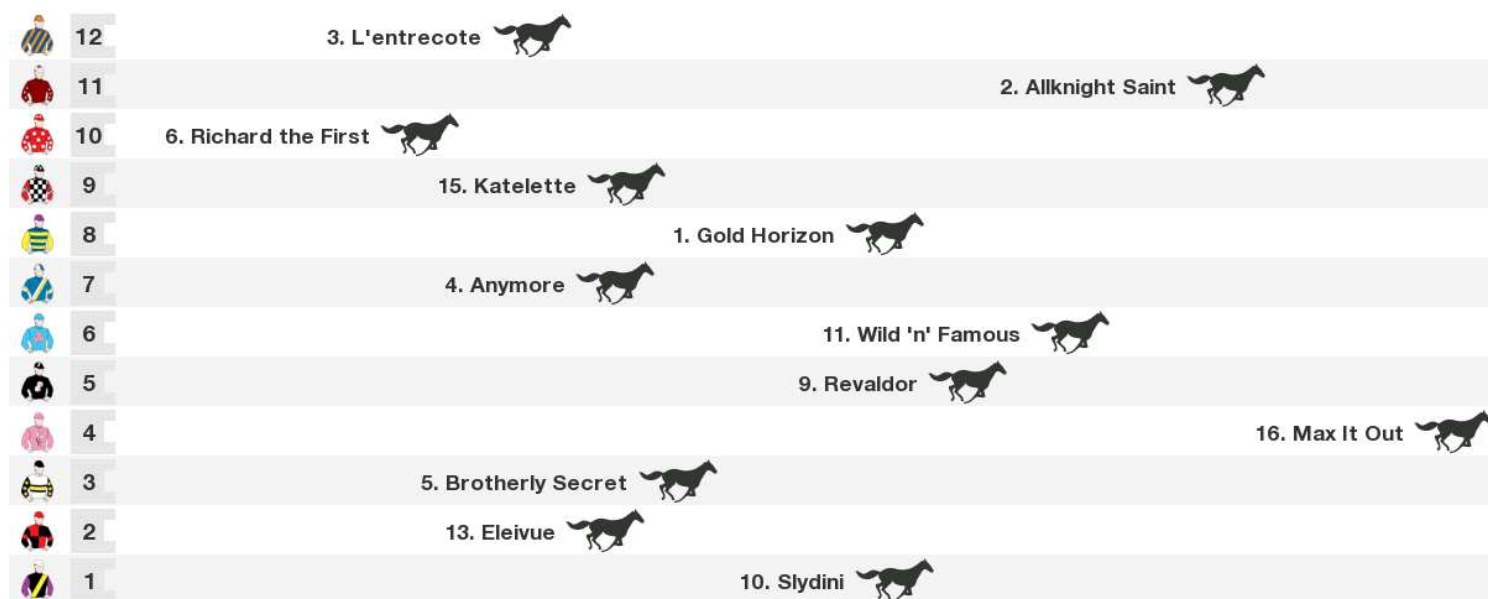 12 3. L'entrecote
11 2. Allknight Saint
10 6. Richard the First
9 15. Katelette
8 1. Gold Horizon
7 4. Anymore
6 11. Wild 'n' Famous
5 9. Revaldor
4 16. Max It Out
3 5. Brotherly Secret
2 13. Eleivue
1 10. Slydini